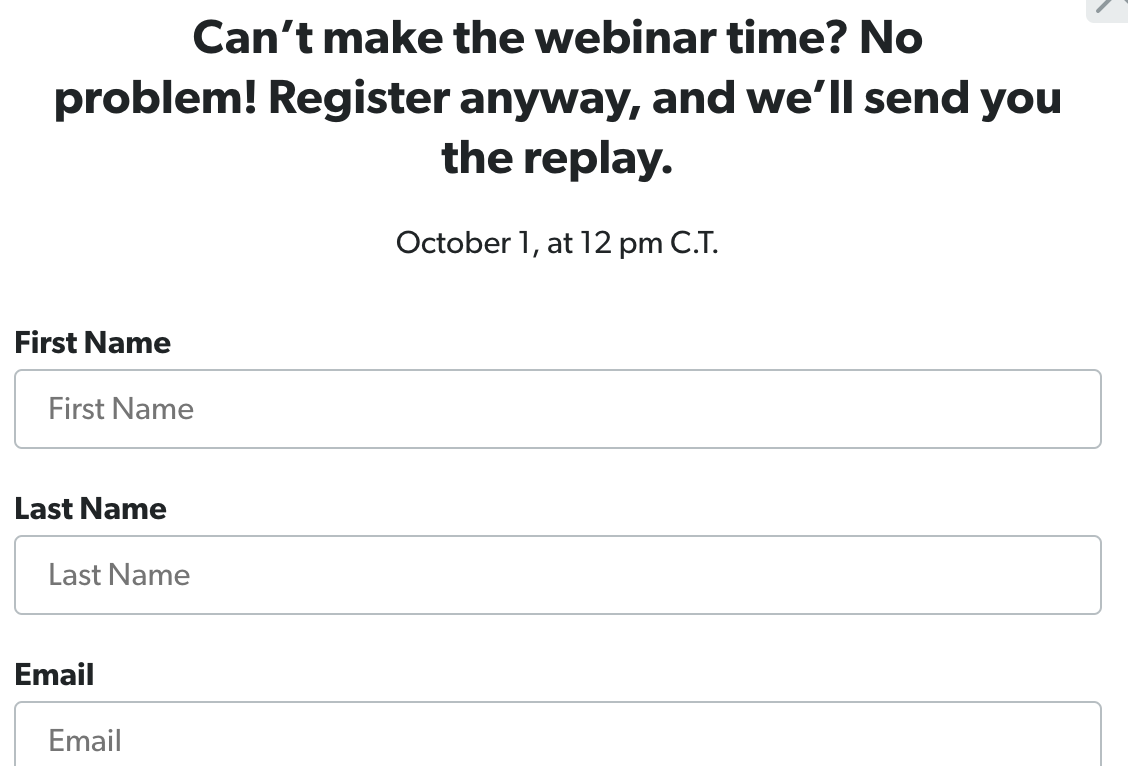 Can’t make the webinar time? No
problem! Register anyway, and we’ll send you
the replay.
October 1, at 12 pm C.T.
First Name
First Name
Last Name
Last Name
Email
Email